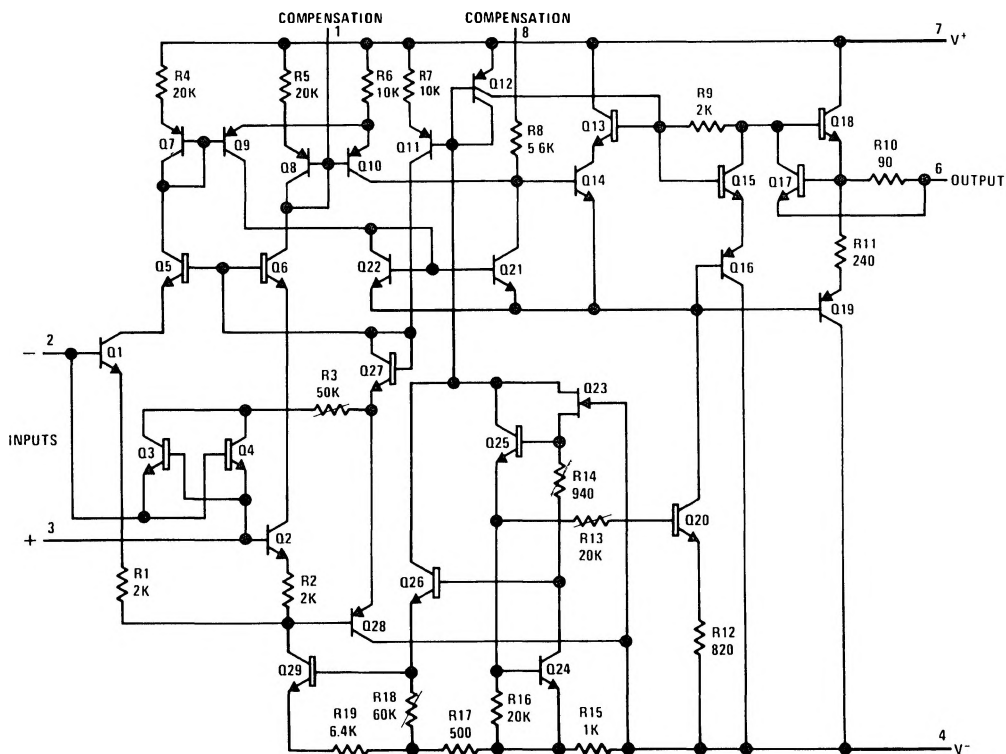 COMPENSATION COMPENSATION
1 8
7 V+
R4 20K
R5 20K
R6 10K
R7 10K
Q12
R8 5 6K
R9 2K
Q13
Q18
Q7
Q9
Q8
Q10
Q11
Q14
Q15
Q17
R10 90
6 OUTPUT
Q5
Q6
Q22
Q21
Q16
R11 240
Q19
2
−
Q1
Q27
Q23
R3 50K
INPUTS
Q3
Q4
Q25
R14 940
3
+
Q2
R13 20K
Q20
R1 2K
R2 2K
Q26
Q28
R12 820
Q29
Q24
R18 60K
R16 20K
R19 6.4K
R17 500
R15 1K
4 V−